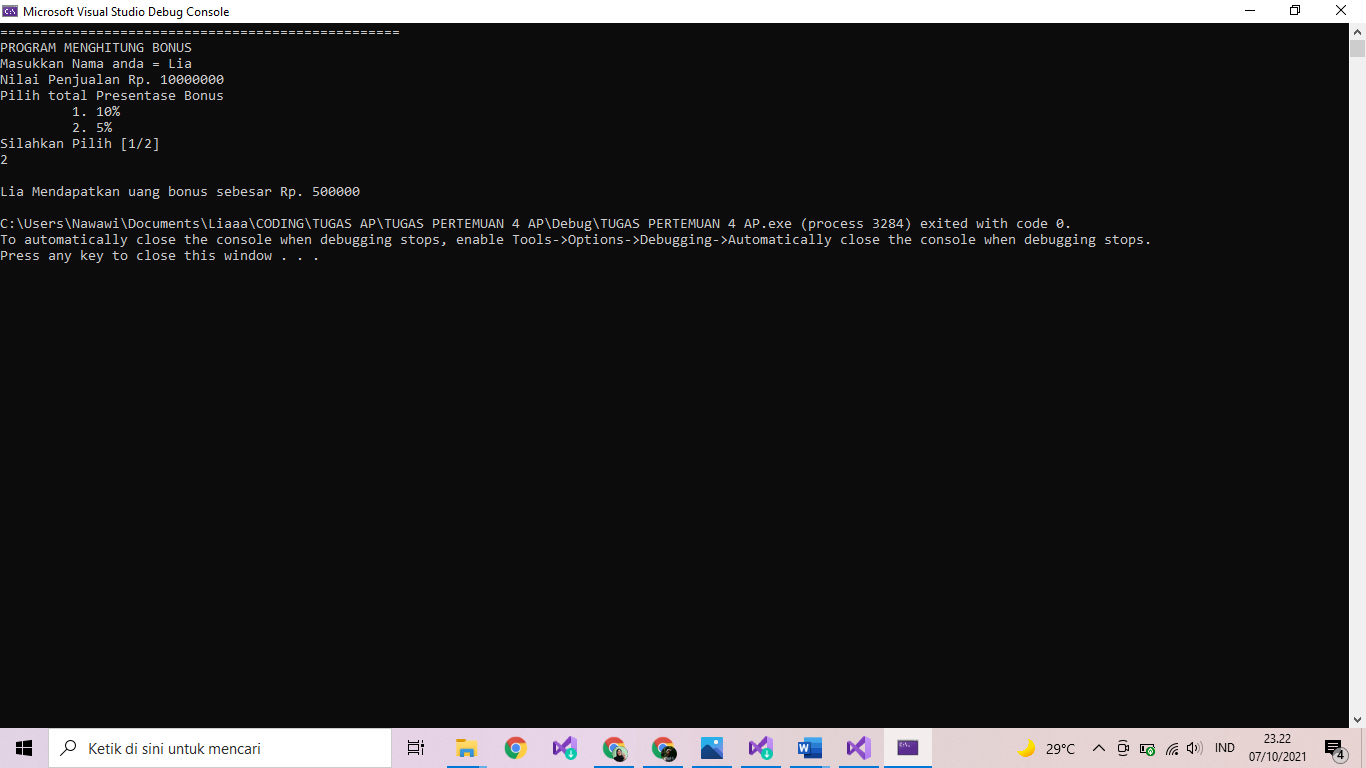 Microsoft Visual Studio Debug Console
==================================================
PROGRAM MENGHITUNG BONUS
Masukkan Nama anda = Lia
Nilai Penjualan Rp. 10000000
Pilih total Presentase Bonus
1. 10%
2. 5%
Silahkan Pilih [1/2]
2
Lia Mendapatkan uang bonus sebesar Rp. 500000
C:\Users\Nawawi\Documents\Liaaa\CODING\TUGAS AP\TUGAS PERTEMUAN 4 AP\Debug\TUGAS PERTEMUAN 4 AP.exe (process 3284) exited with code 0.
To automatically close the console when debugging stops, enable Tools->Options->Debugging->Automatically close the console when debugging stops.
Press any key to close this window . . .
Ketik di sini untuk mencari
29°C
IND
23.22
07/10/2021
4